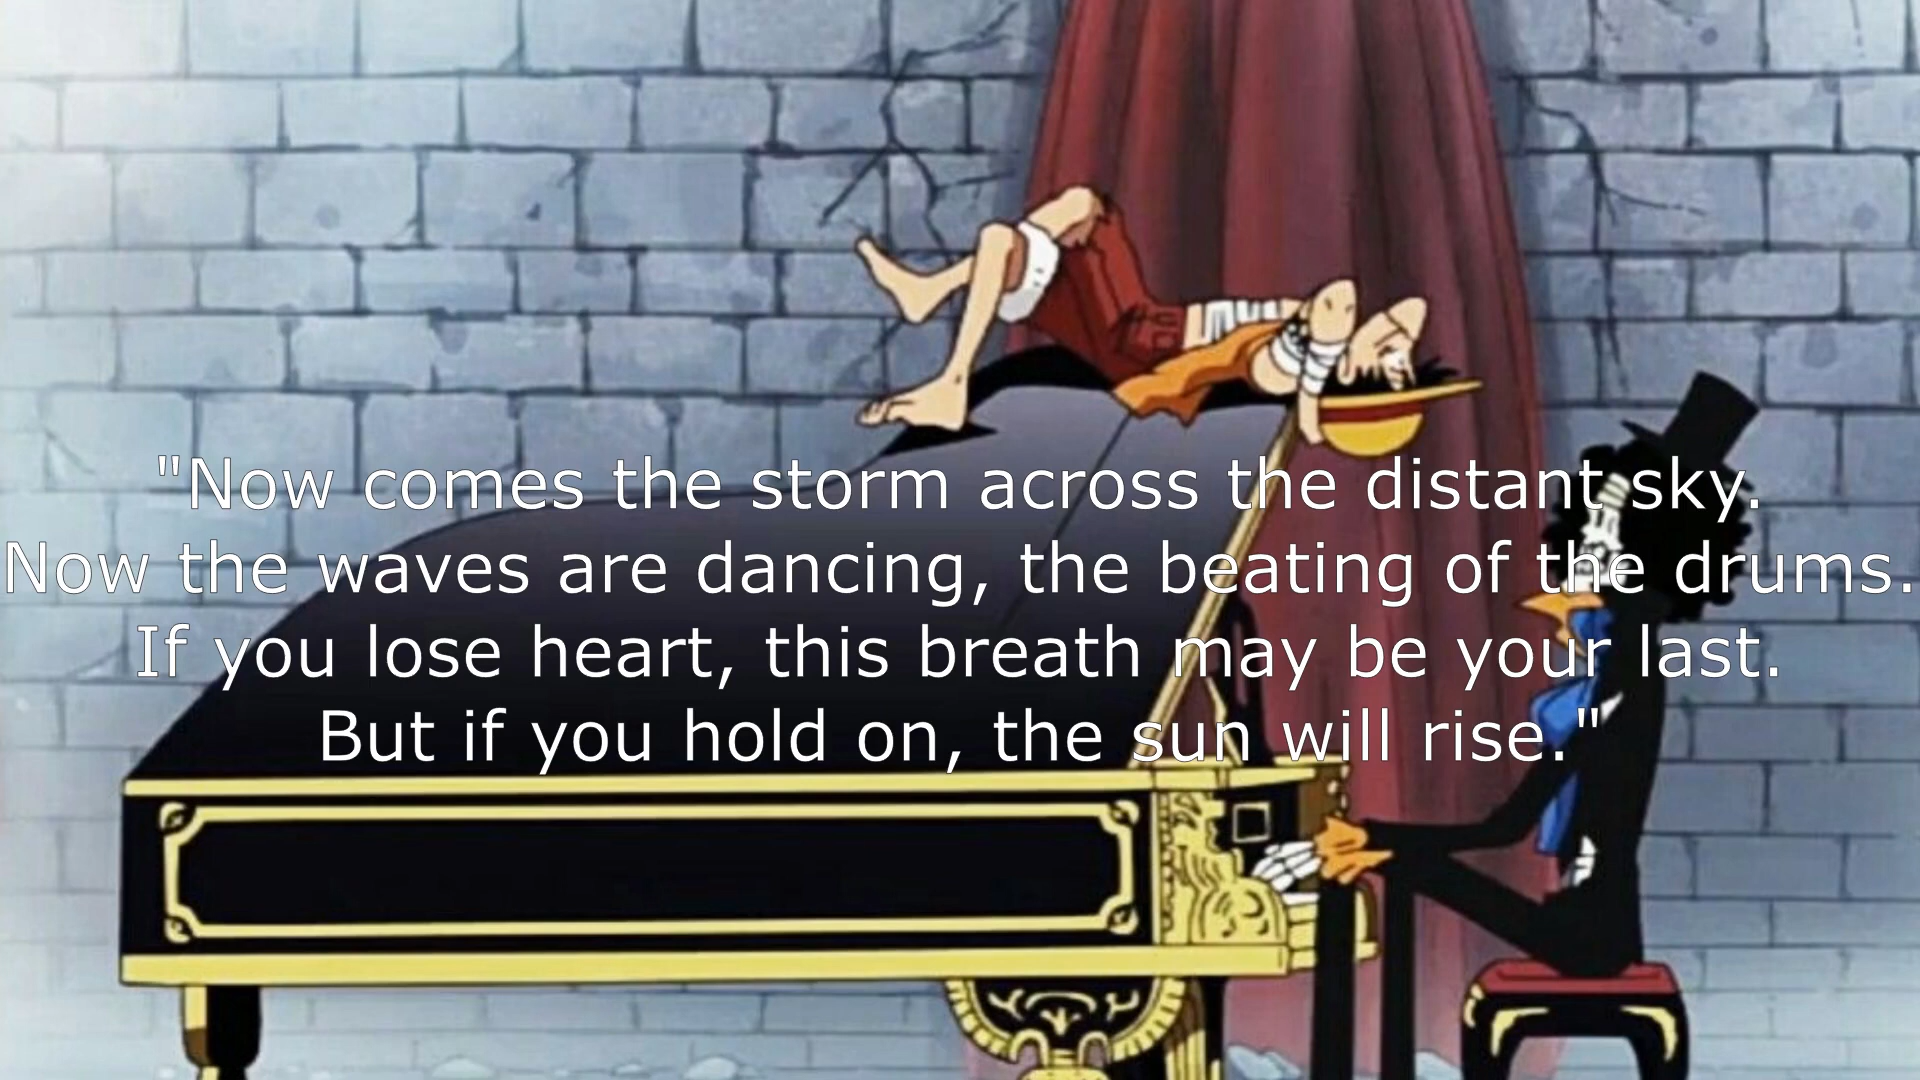 "Now comes the storm across the distant sky.
Now the waves are dancing, the beating of the drums.
If you lose heart, this breath may be your last.
But if you hold on, the sun will rise."